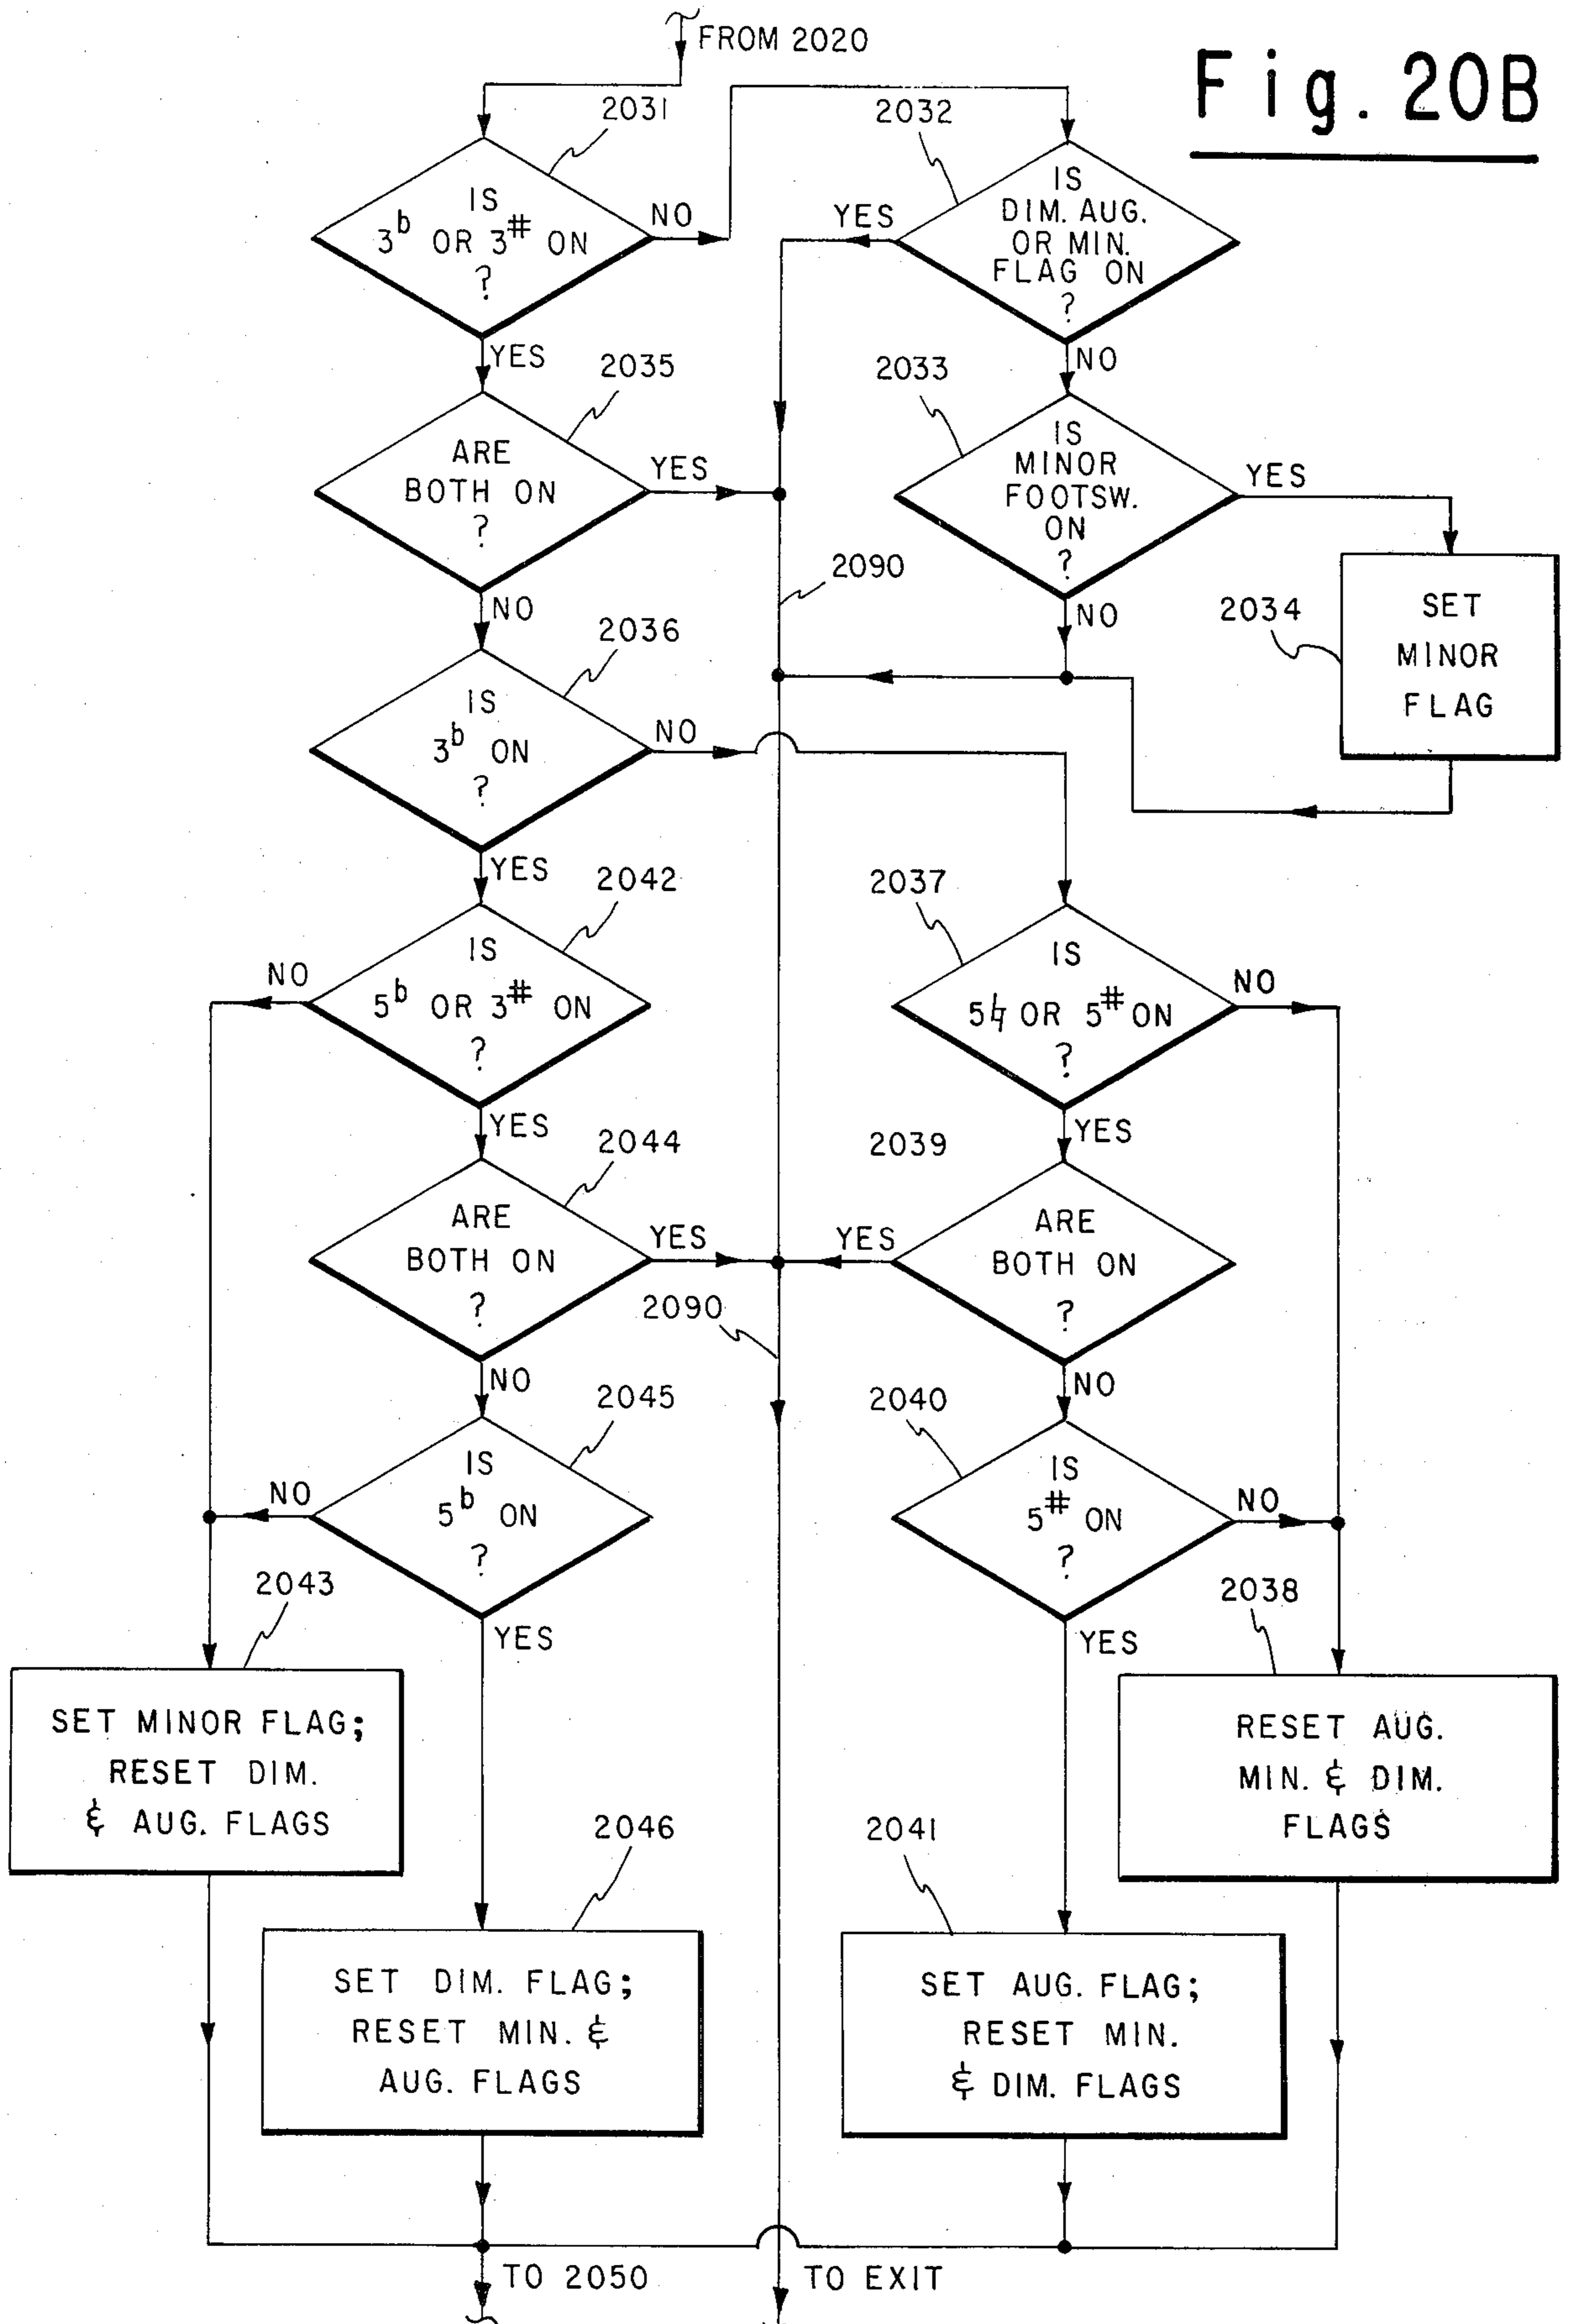 FROM 2020
Fig. 20B
2031
IS
3b OR 3# ON
?
NO
YES
2032
IS
DIM. AUG.
OR MIN.
FLAG ON
?
YES
NO
2035
ARE
BOTH ON
?
YES
NO
2033
IS
MINOR
FOOTSW.
ON
?
YES
NO
2090
2034
SET
MINOR
FLAG
2036
IS
3b ON
?
NO
YES
2042
IS
5b OR 3# ON
?
NO
YES
2037
IS
5♮ OR 5# ON
?
NO
YES
2044
ARE
BOTH ON
?
YES
NO
2039
ARE
BOTH ON
?
YES
NO
2090
2045
IS
5b ON
?
NO
YES
2040
IS
5# ON
?
NO
YES
2043
SET MINOR FLAG;
RESET DIM.
& AUG. FLAGS
2038
RESET AUG.
MIN. & DIM.
FLAGS
2046
SET DIM. FLAG;
RESET MIN. &
AUG. FLAGS
2041
SET AUG. FLAG;
RESET MIN.
& DIM. FLAGS
TO 2050
TO EXIT